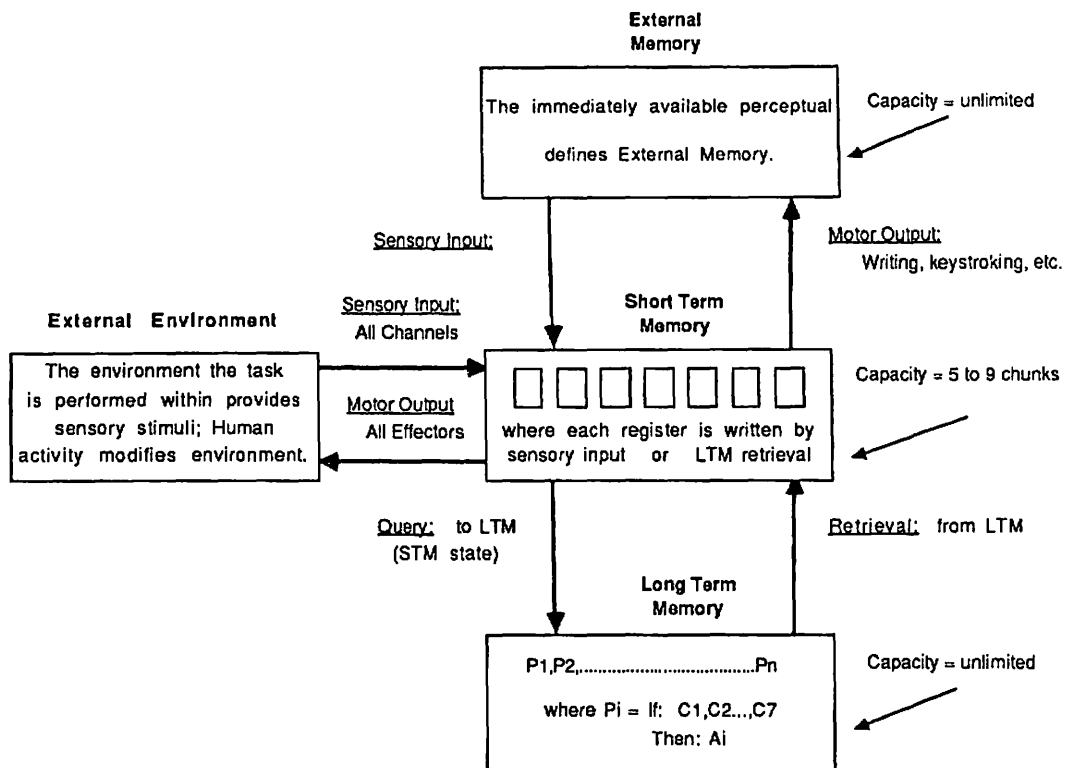 External
Memory
The immediately available perceptual
defines External Memory.
Capacity = unlimited
Sensory Input:
Motor Output:
Writing, keystroking, etc.
Sensory Input:
All Channels
Short Term
Memory
External Environment
The environment the task
is performed within provides
sensory stimuli; Human
activity modifies environment.
Motor Output
All Effectors
where each register is written by
sensory input or LTM retrieval
Capacity = 5 to 9 chunks
Query: to LTM
(STM state)
Retrieval: from LTM
Long Term
Memory
P1,P2,..........................................Pn
where Pi = If: C1,C2...,C7
Then: Ai
Capacity = unlimited